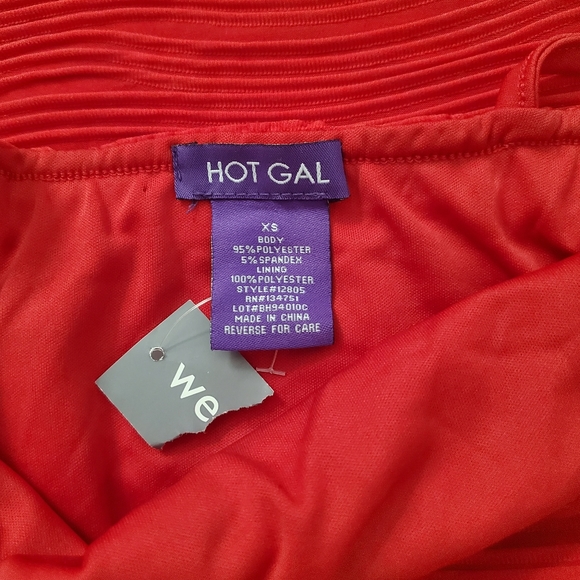 HOT GAL
XS
BODY
95%POLYESTER
5%SPANDEX
LINING
100%POLYESTER
STYLE#12805
RN#134751
LOT#BH94010C
MADE IN CHINA
REVERSE FOR CARE
we